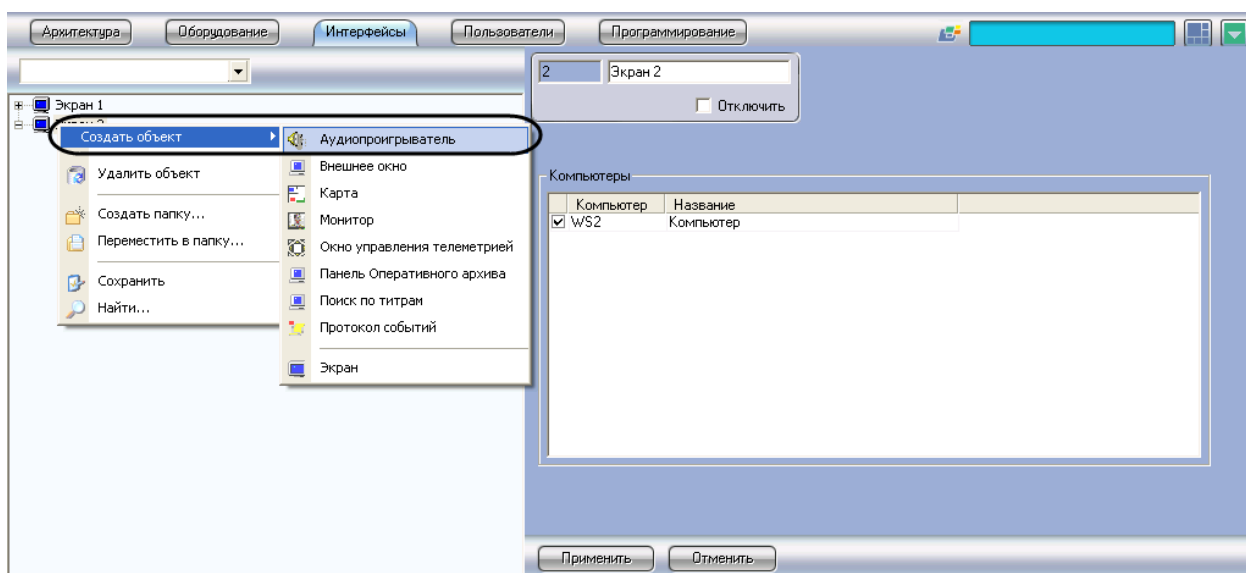 Архитектура Оборудование Интерфейсы Пользователи Программирование
2 Экран 2
Отключить
Экран 1
Создать объект
Удалить объект
Создать папку...
Переместить в папку...
Сохранить
Найти...
Аудиопроигрыватель
Внешнее окно
Карта
Монитор
Окно управления телеметрией
Панель Оперативного архива
Поиск по титрам
Протокол событий
Экран
Компьютеры
Компьютер Название
WS2 Компьютер
Применить Отменить